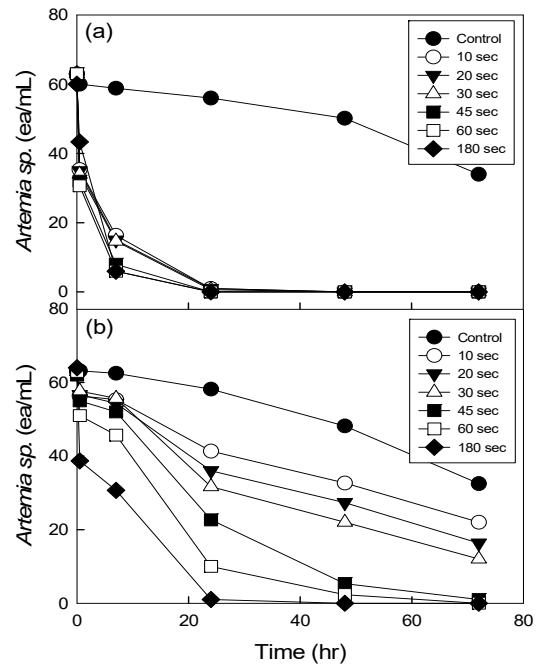 80
(a)
Control
10 sec
20 sec
30 sec
45 sec
60 sec
180 sec
60
40
20
0
Artemia sp. (ea/mL)
80
(b)
Control
10 sec
20 sec
30 sec
45 sec
60 sec
180 sec
60
40
20
0
Artemia sp. (ea/mL)
0 20 40 60 80
Time (hr)